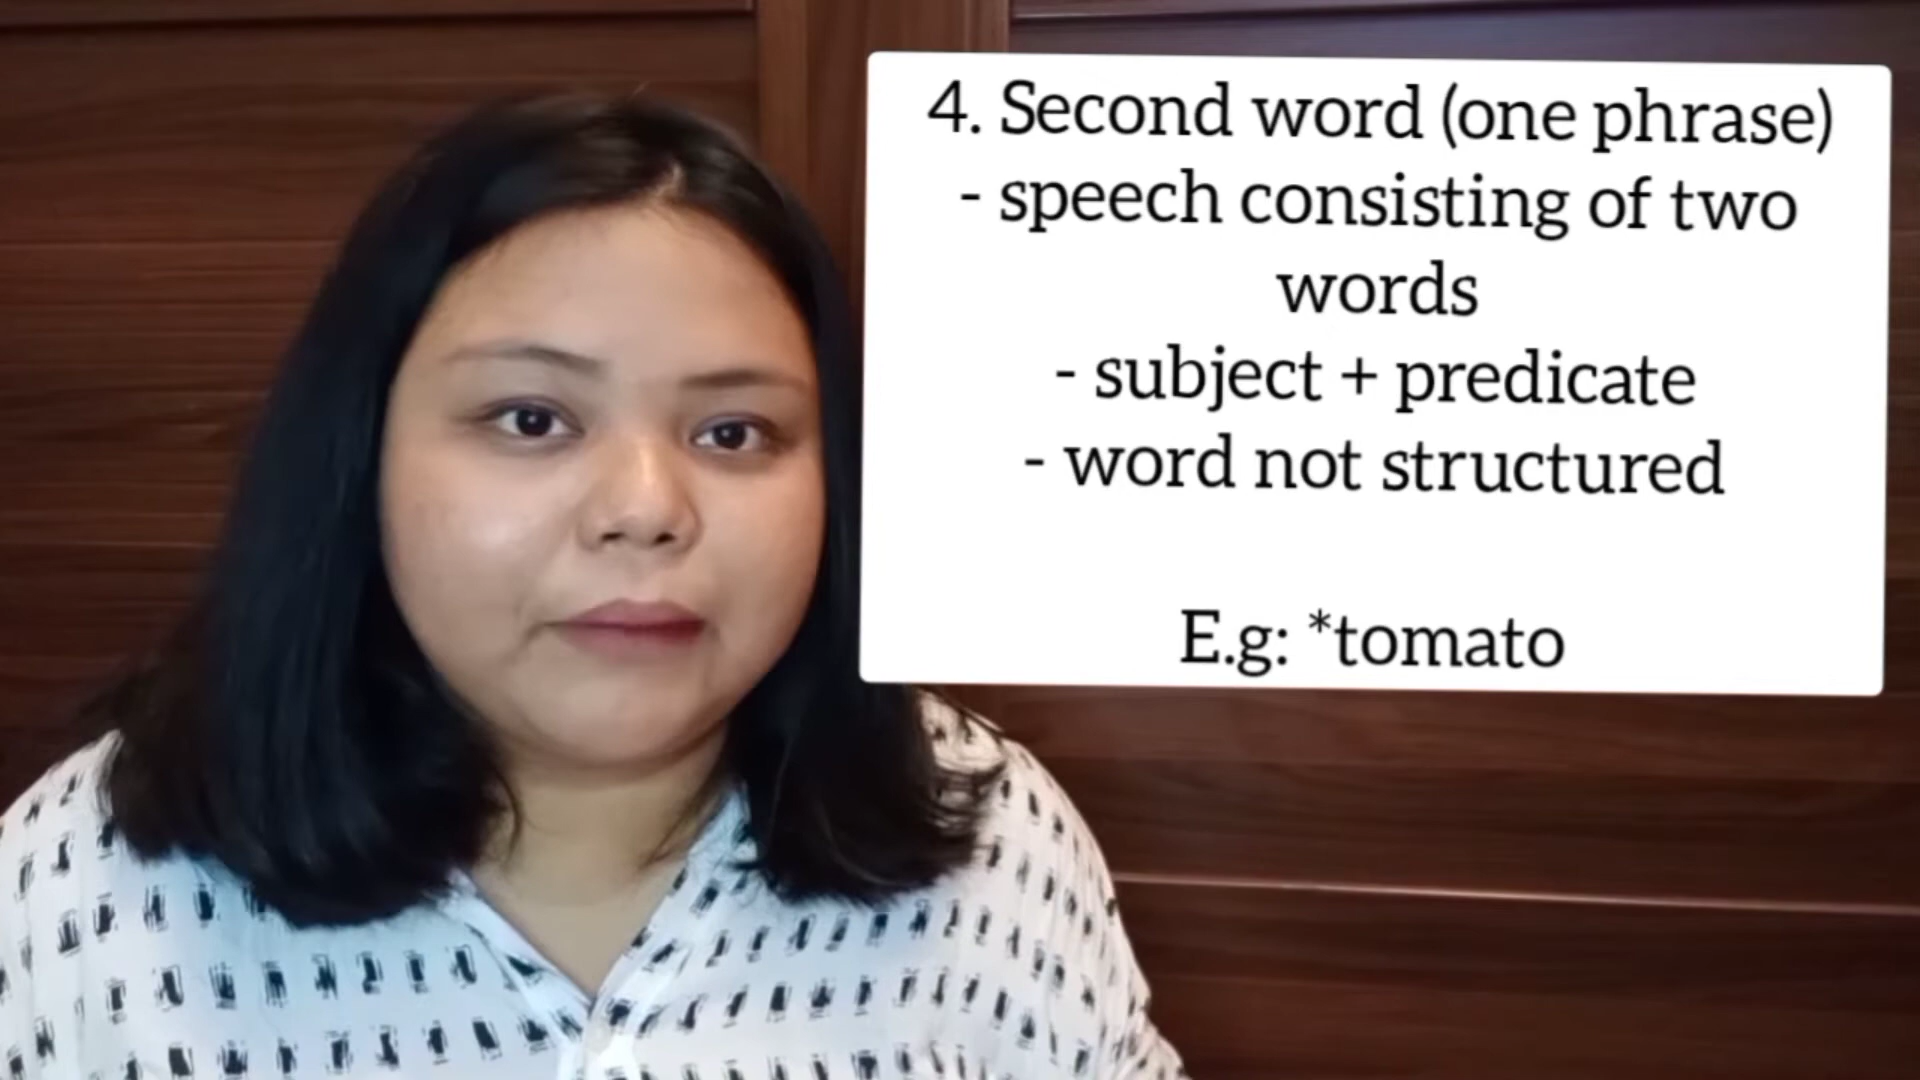 4. Second word (one phrase)
- speech consisting of two
words
- subject + predicate
- word not structured
E.g: *tomato